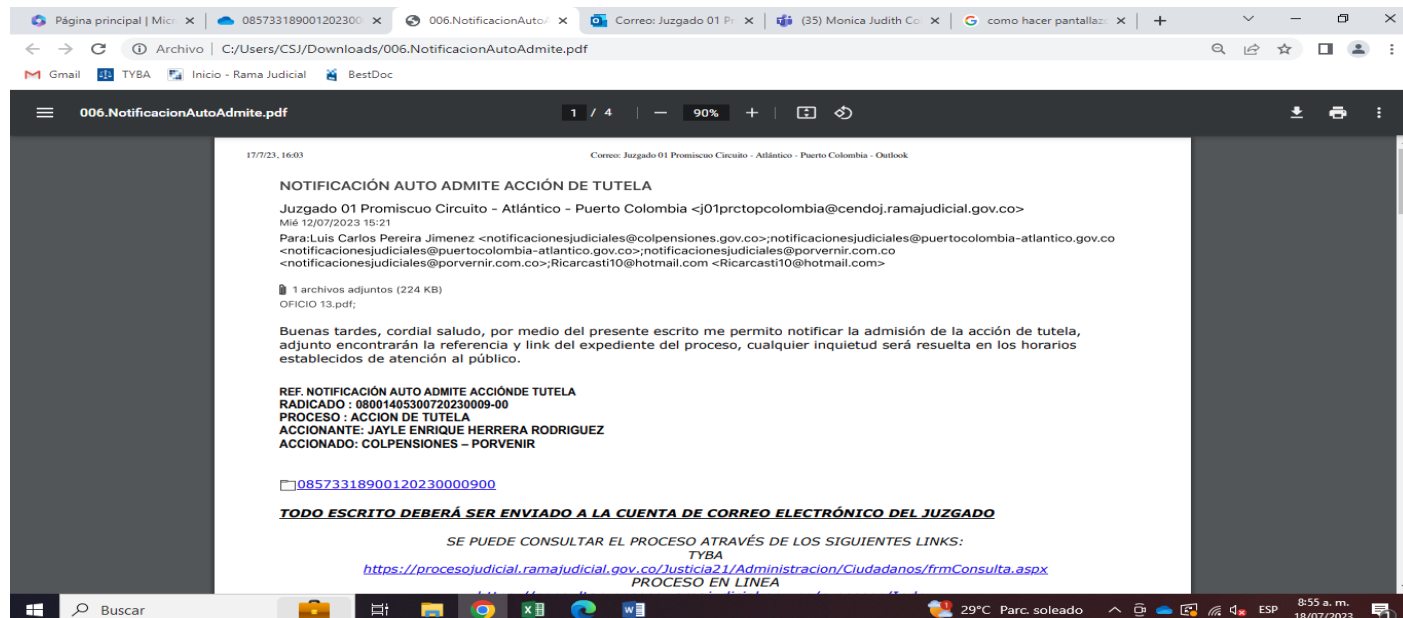 Página principal | Micr
08573318900120230
006.NotificacionAutoA
Correo: Juzgado 01 Pr
(35) Monica Judith Co
como hacer pantallaz
Archivo | C:/Users/CSJ/Downloads/006.NotificacionAutoAdmite.pdf
Gmail TYBA Inicio - Rama Judicial BestDoc
006.NotificacionAutoAdmite.pdf 1 / 4 | — 90% +
17/7/23, 16:03 Correo: Juzgado 01 Promiscuo Circuito - Atlántico - Puerto Colombia - Outlook
NOTIFICACIÓN AUTO ADMITE ACCIÓN DE TUTELA
Juzgado 01 Promiscuo Circuito - Atlántico - Puerto Colombia <j01prctopcolombia@cendoj.ramajudicial.gov.co>
Mié 12/07/2023 15:21
Para:Luis Carlos Pereira Jimenez <notificacionesjudiciales@colpensiones.gov.co>;notificacionesjudiciales@puertocolombia-atlantico.gov.co
<notificacionesjudiciales@puertocolombia-atlantico.gov.co>;notificacionesjudiciales@porvernir.com.co
<notificacionesjudiciales@porvernir.com.co>;Ricarcasti10@hotmail.com <Ricarcasti10@hotmail.com>
1 archivos adjuntos (224 KB)
OFICIO 13.pdf;
Buenas tardes, cordial saludo, por medio del presente escrito me permito notificar la admisión de la acción de tutela,
adjunto encontrarán la referencia y link del expediente del proceso, cualquier inquietud será resuelta en los horarios
establecidos de atención al público.
REF. NOTIFICACIÓN AUTO ADMITE ACCIÓNDE TUTELA
RADICADO : 08001405300720230009-00
PROCESO : ACCION DE TUTELA
ACCIONANTE: JAYLE ENRIQUE HERRERA RODRIGUEZ
ACCIONADO: COLPENSIONES – PORVENIR
08573318900120230000900
TODO ESCRITO DEBERÁ SER ENVIADO A LA CUENTA DE CORREO ELECTRÓNICO DEL JUZGADO
SE PUEDE CONSULTAR EL PROCESO ATRAVÉS DE LOS SIGUIENTES LINKS:
TYBA
https://procesojudicial.ramajudicial.gov.co/Justicia21/Administracion/Ciudadanos/frmConsulta.aspx
PROCESO EN LINEA
Buscar 29°C Parc. soleado ESP 8:55 a. m.
18/07/2023